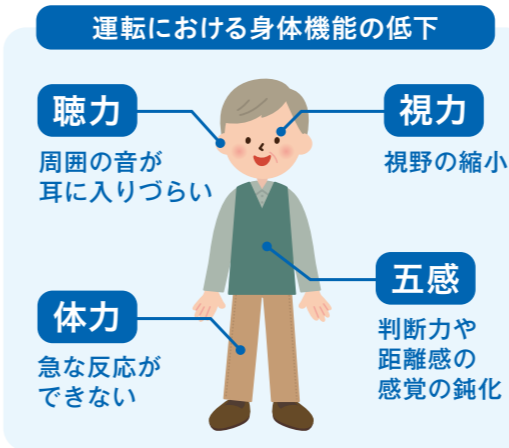 運転における身体機能の低下
聴力
周囲の音が
耳に入りづらい
視力
視野の縮小
体力
急な反応が
できない
五感
判断力や
距離感の
感覚の鈍化